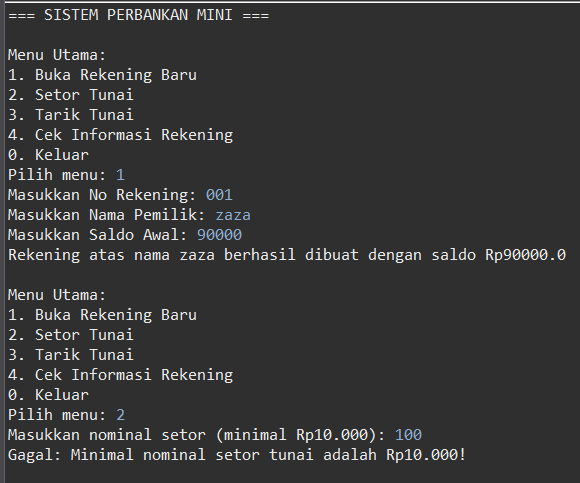 === SISTEM PERBANKAN MINI ===
Menu Utama:
1. Buka Rekening Baru
2. Setor Tunai
3. Tarik Tunai
4. Cek Informasi Rekening
0. Keluar
Pilih menu: 1
Masukkan No Rekening: 001
Masukkan Nama Pemilik: zaza
Masukkan Saldo Awal: 90000
Rekening atas nama zaza berhasil dibuat dengan saldo Rp90000.0
Menu Utama:
1. Buka Rekening Baru
2. Setor Tunai
3. Tarik Tunai
4. Cek Informasi Rekening
0. Keluar
Pilih menu: 2
Masukkan nominal setor (minimal Rp10.000): 100
Gagal: Minimal nominal setor tunai adalah Rp10.000!